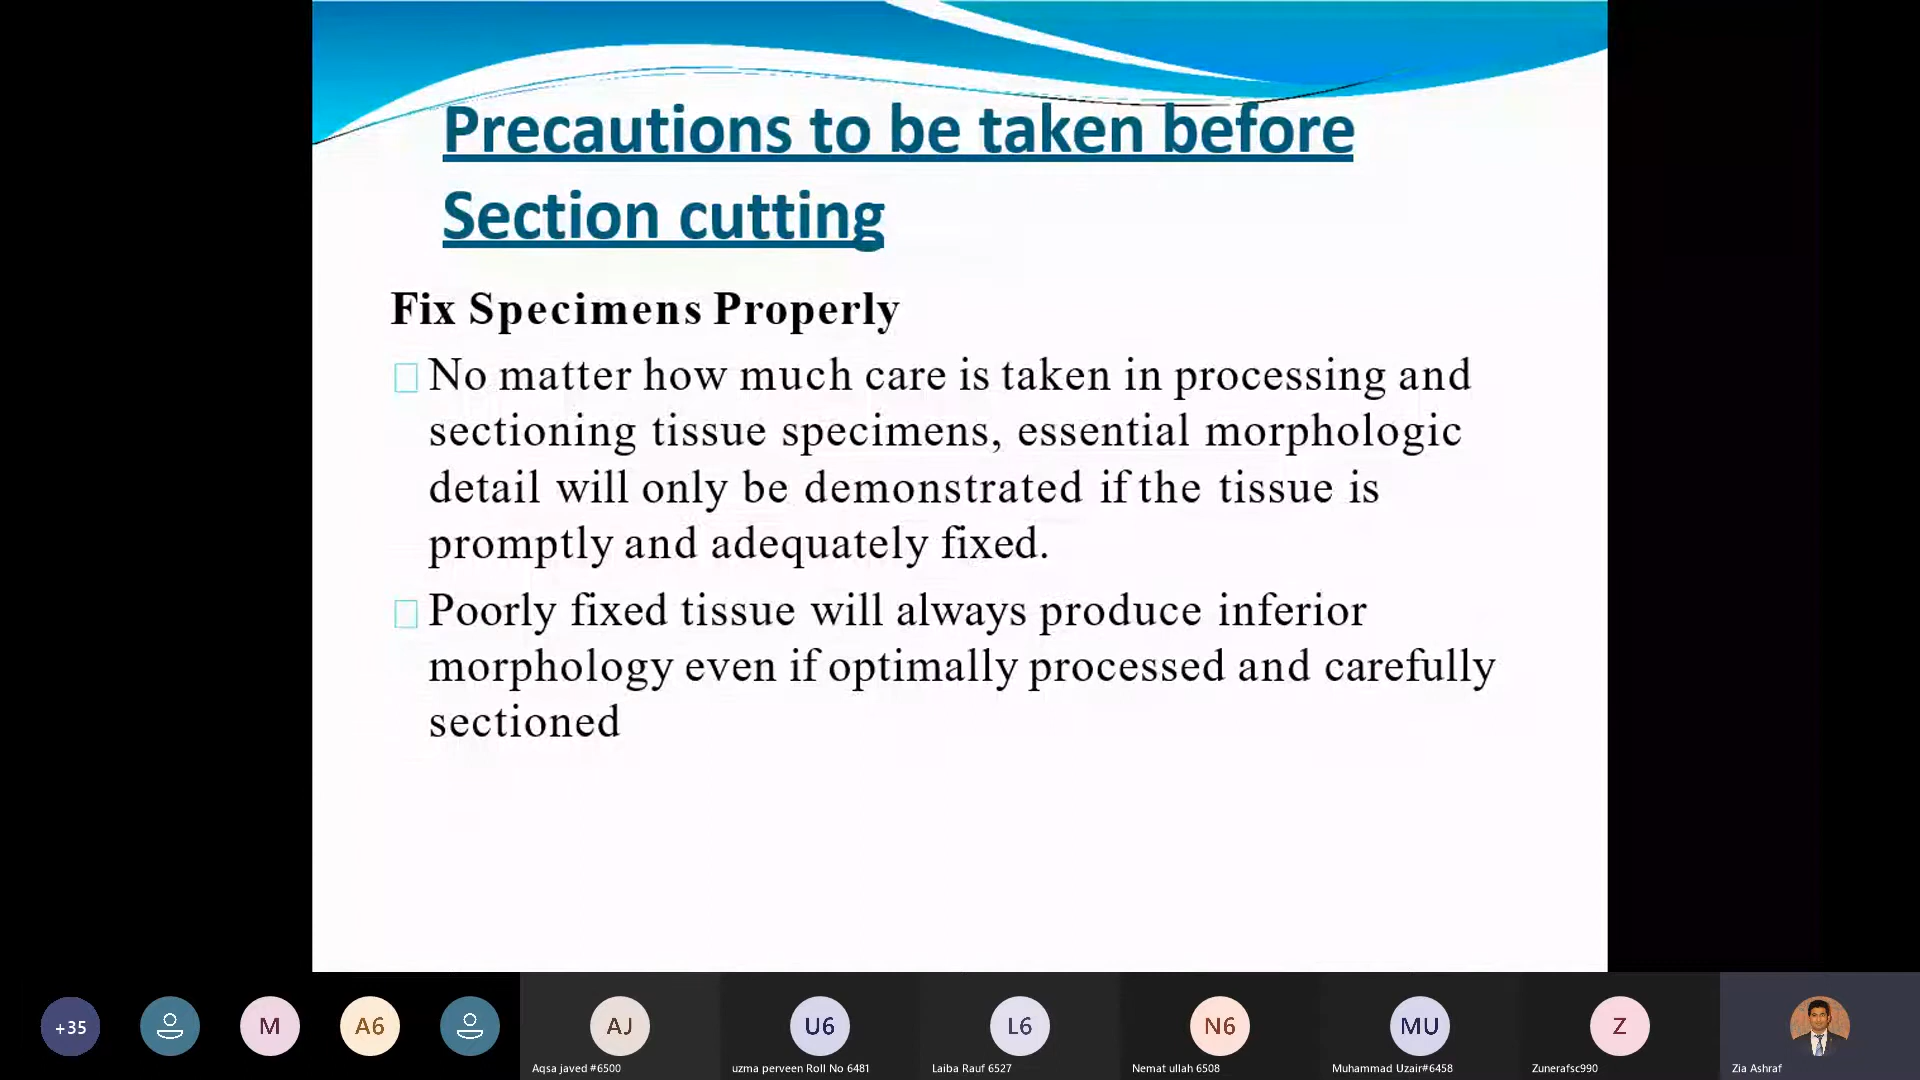 Precautions to be taken before
Section cutting
Fix Specimens Properly
No matter how much care is taken in processing and
sectioning tissue specimens, essential morphologic
detail will only be demonstrated if the tissue is
promptly and adequately fixed.
Poorly fixed tissue will always produce inferior
morphology even if optimally processed and carefully
sectioned
+35
M
A6
AJ
U6
L6
N6
MU
Z
Aqsa javed #6500
uzma perveen Roll No 6481
Laiba Rauf 6527
Nemat ullah 6508
Muhammad Uzair#6458
Zunerafsc990
Zia Ashraf